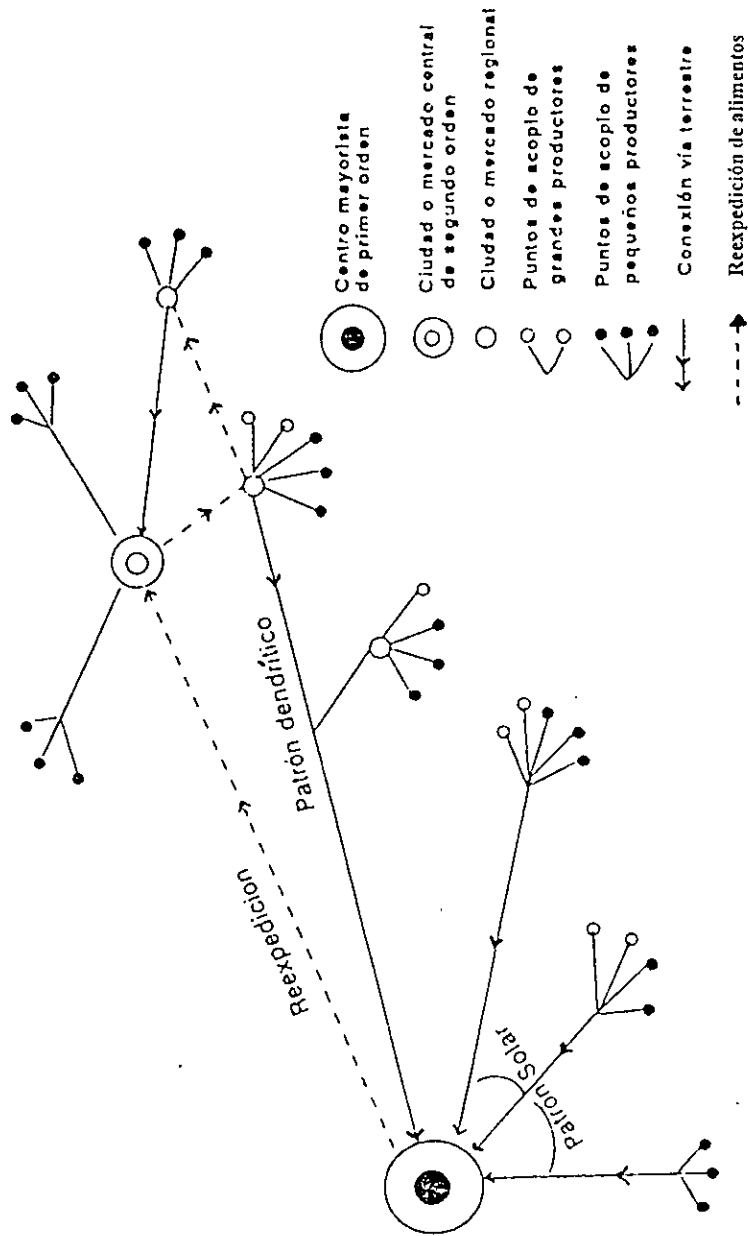 Reexpedicion
Patrón dendrítico
Patrón Solar
Centro mayorista
de primer orden
Ciudad o mercado central
de segundo orden
Ciudad o mercado regional
Puntos de acopio de
grandes productores
Puntos de acopio de
pequeños productores
Conexión vía terrestre
Reexpedición de alimentos